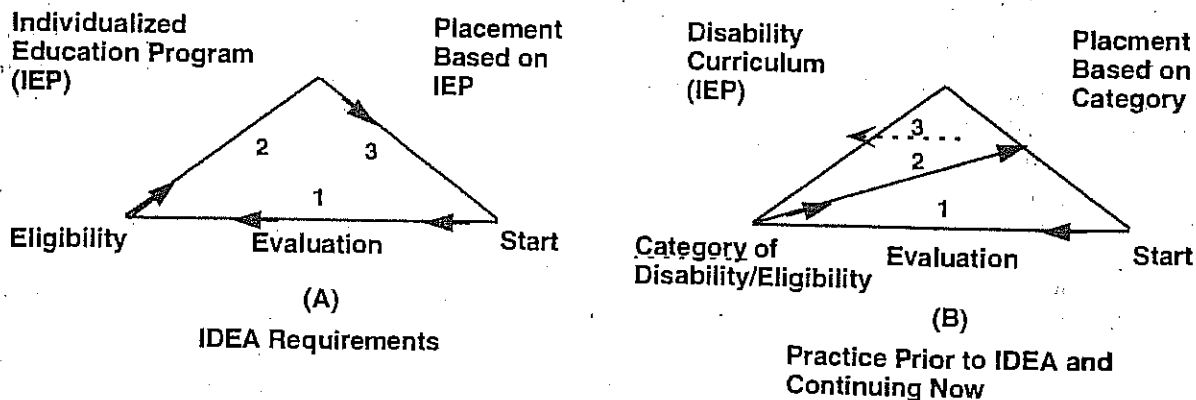 Individualized
Education Program
(IEP)
Placement
Based on
IEP
2
3
1
Eligibility
Evaluation
Start
(A)
IDEA Requirements
Disability
Curriculum
(IEP)
Placment
Based on
Category
3
2
1
Category of
Disability/Eligibility
Evaluation
Start
(B)
Practice Prior to IDEA and
Continuing Now